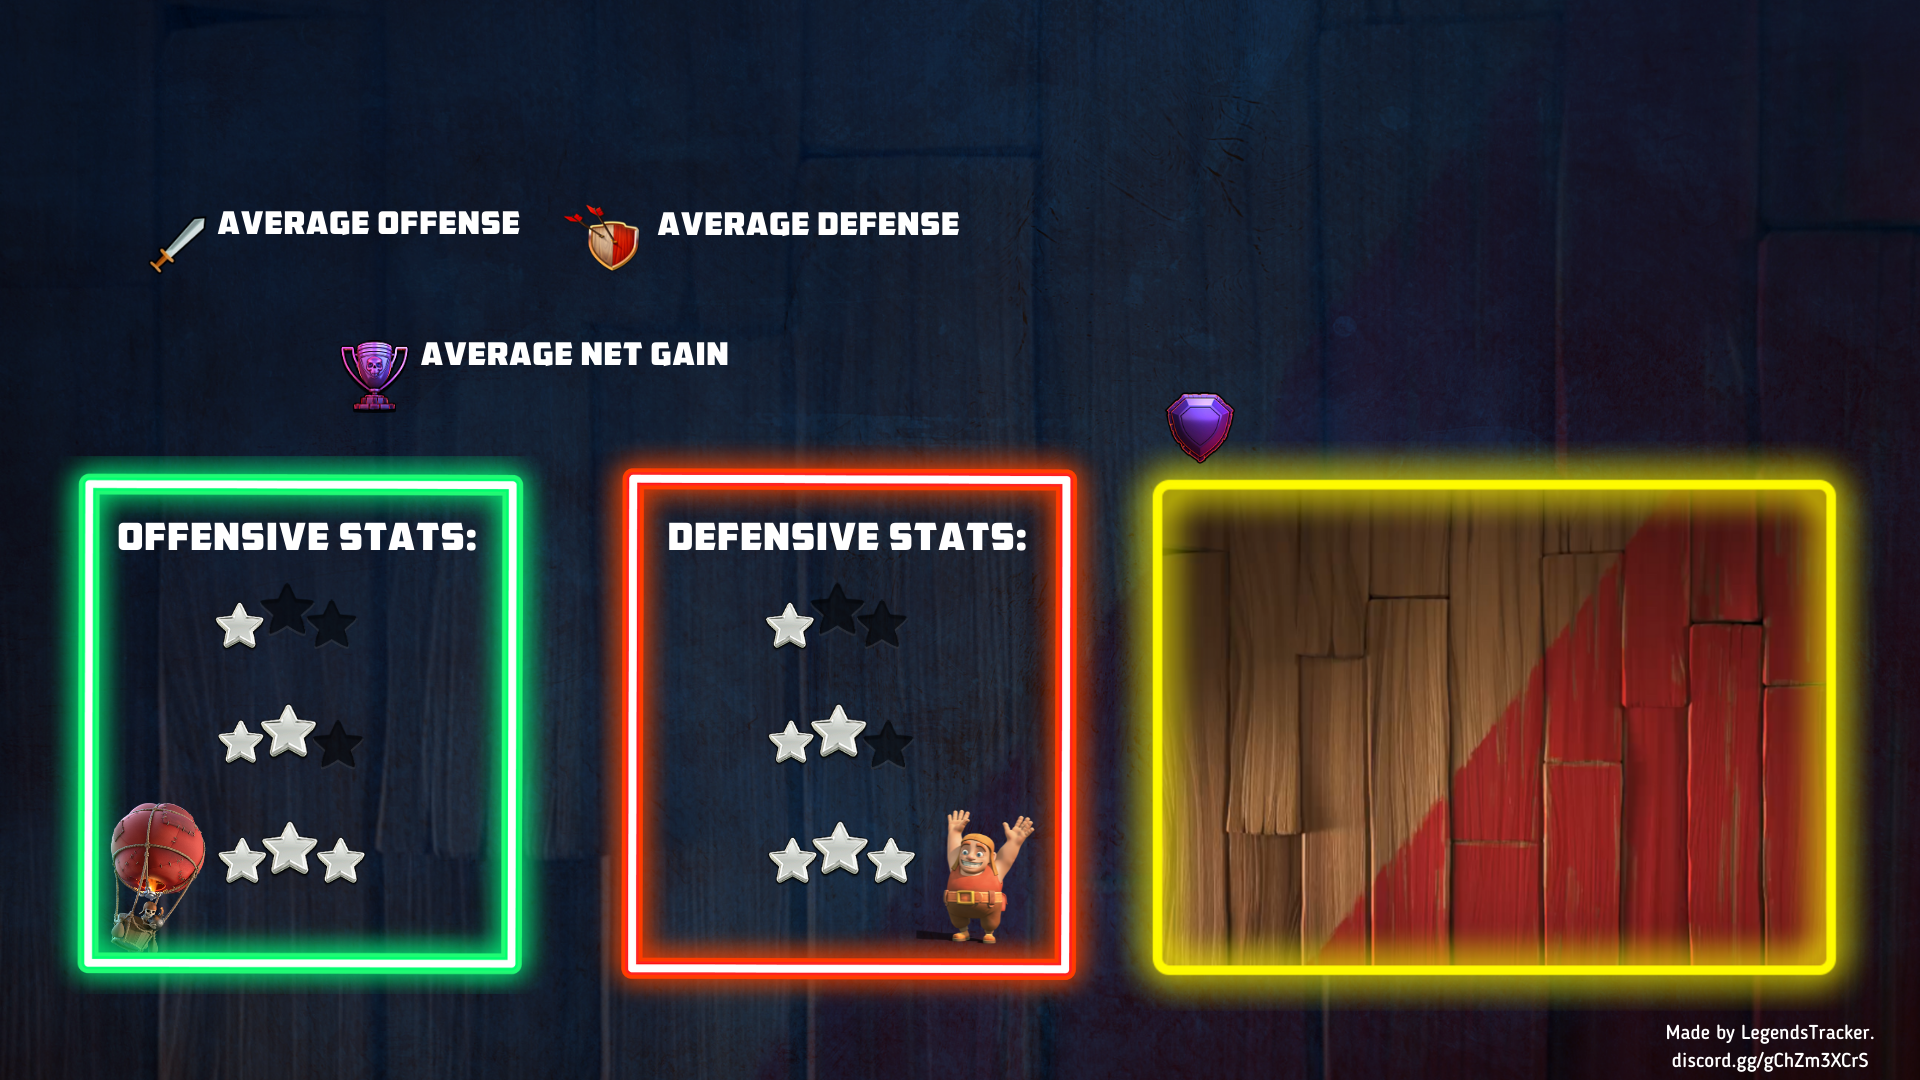 AVERAGE OFFENSE
AVERAGE DEFENSE
AVERAGE NET GAIN
OFFENSIVE STATS:
DEFENSIVE STATS:
Made by LegendsTracker.
discord.gg/gChZm3XCrS